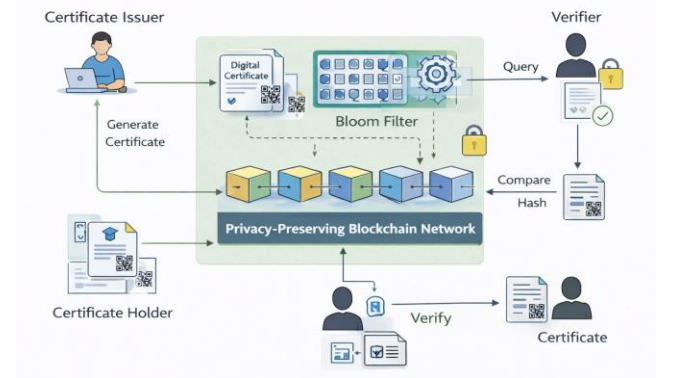 Certificate Issuer
Verifier
Digital
Certificate
Query
Bloom Filter
Generate
Certificate
Compare
Hash
Privacy-Preserving Blockchain Network
Certificate Holder
Verify
Certificate